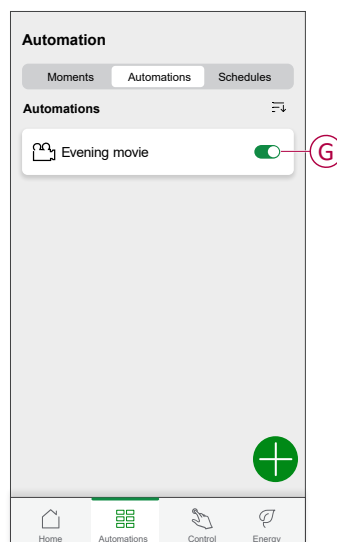 Automation
Moments Automations Schedules
Automations
Evening movie
G
Home Automations Control Energy